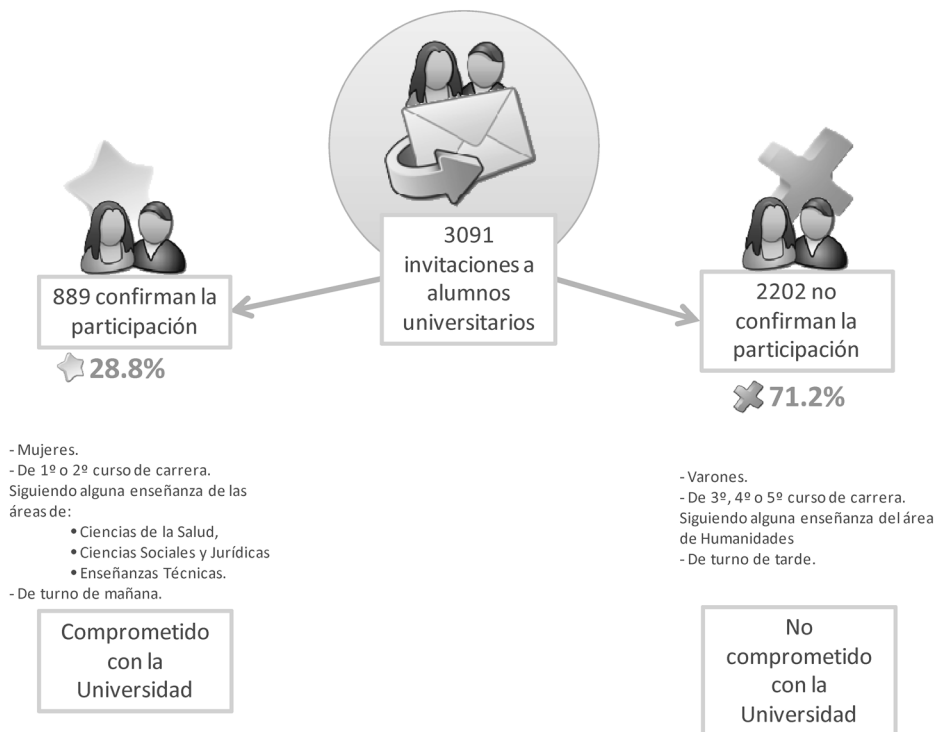 3091
invitaciones a
alumnos
universitarios
889 confirman la
participación
28.8%
- Mujeres.
- De 1º o 2º curso de carrera.
Siguiendo alguna enseñanza de las
áreas de:
• Ciencias de la Salud,
• Ciencias Sociales y Jurídicas
• Enseñanzas Técnicas.
- De turno de mañana.
Comprometido
con la
Universidad
2202 no
confirman la
participación
71.2%
- Varones.
- De 3º, 4º o 5º curso de carrera.
Siguiendo alguna enseñanza del área
de Humanidades
- De turno de tarde.
No
comprometido
con la
Universidad